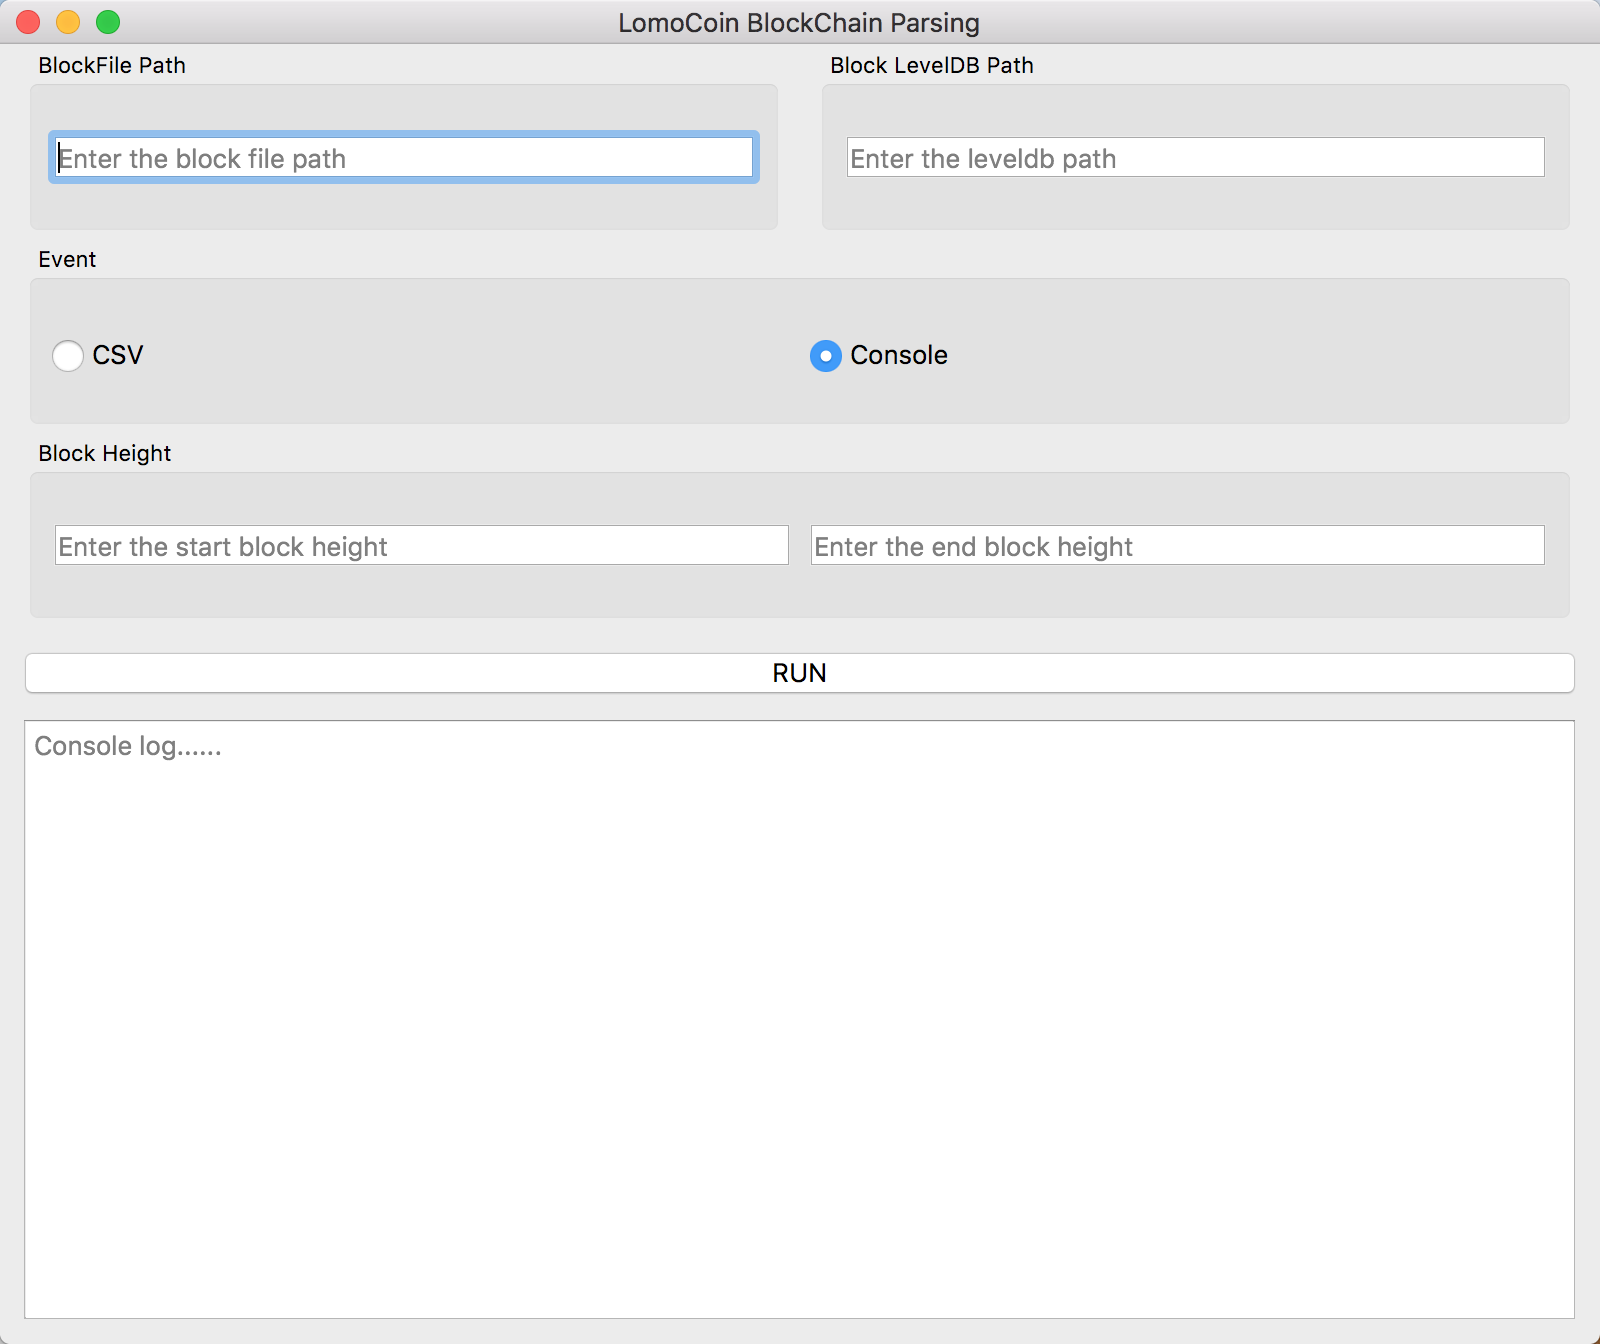 LomoCoin BlockChain Parsing
BlockFile Path
Block LevelDB Path
Enter the block file path
Enter the leveldb path
Event
CSV
Console
Block Height
Enter the start block height
Enter the end block height
RUN
Console log......